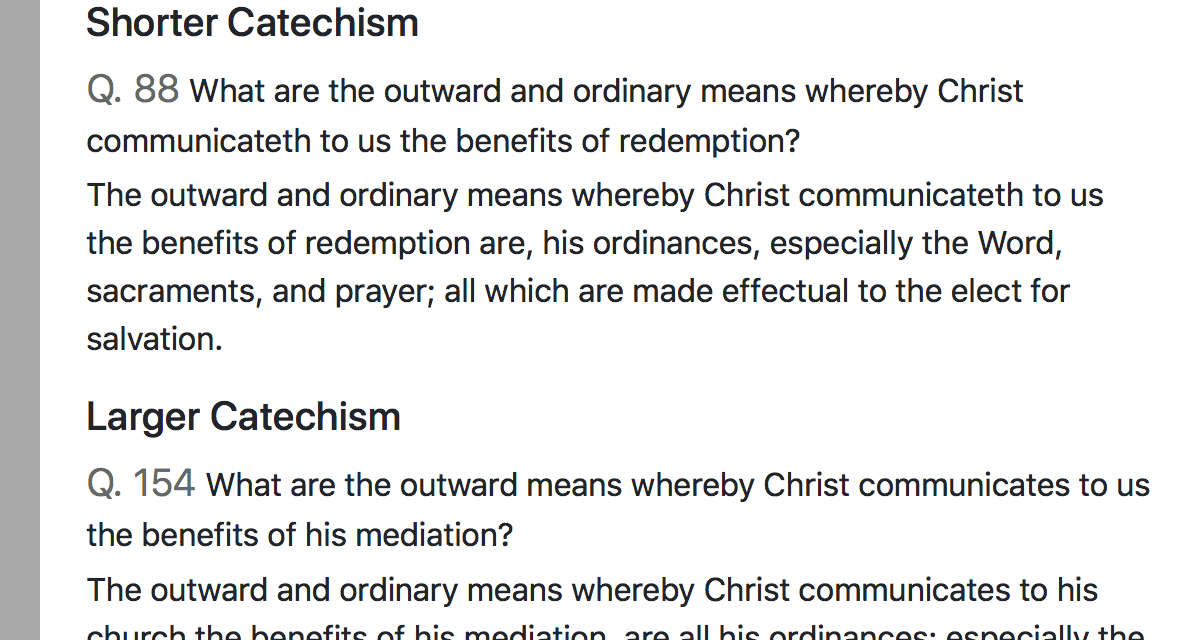 Shorter Catechism
Q. 88 What are the outward and ordinary means whereby Christ
communicateth to us the benefits of redemption?
The outward and ordinary means whereby Christ communicateth to us
the benefits of redemption are, his ordinances, especially the Word,
sacraments, and prayer; all which are made effectual to the elect for
salvation.
Larger Catechism
Q. 154 What are the outward means whereby Christ communicates to us
the benefits of his mediation?
The outward and ordinary means whereby Christ communicates to his
church the benefits of his mediation, are all his ordinances; especially the